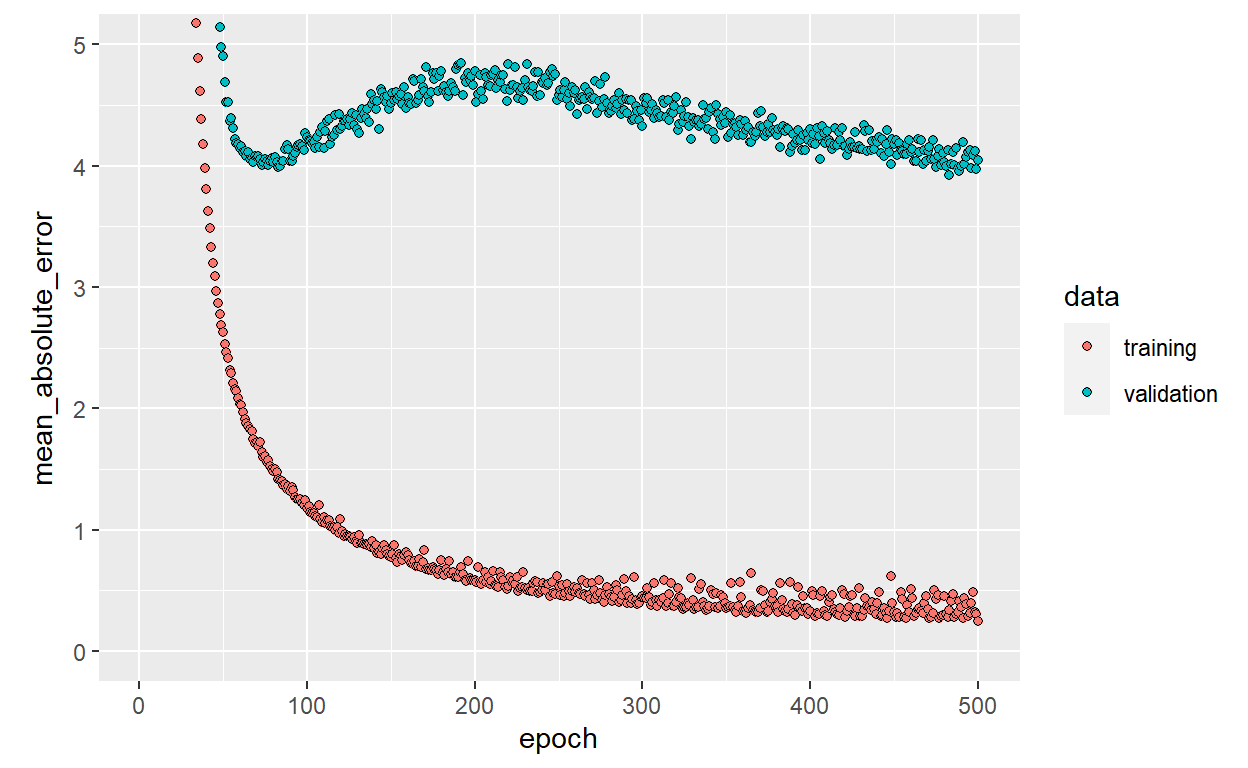 5
4
3
2
1
0
mean_absolute_error
0 100 200 300 400 500
epoch
data
training
validation